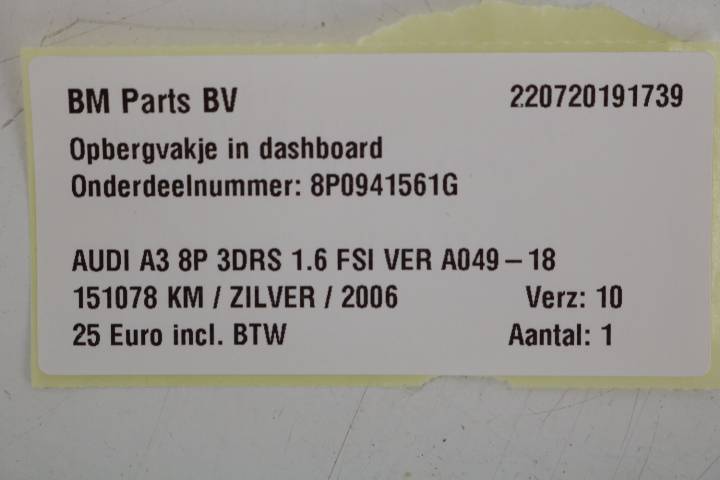 BM Parts BV 220720191739
Opbergvakje in dashboard
Onderdeelnummer: 8P0941561G
AUDI A3 8P 3DRS 1.6 FSI VER A049-18
151078 KM / ZILVER / 2006 Verz: 10
25 Euro incl. BTW Aantal: 1